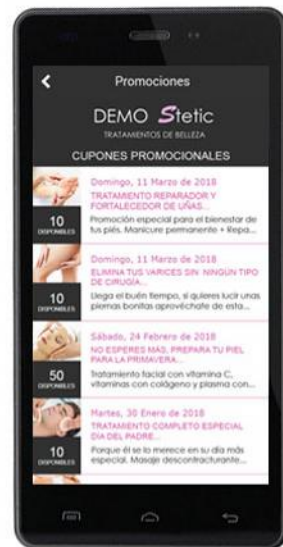 Promociones
DEMO Stetic
TRATAMIENTOS DE BELLEZA
CUPONES PROMOCIONALES
Domingo, 11 Marzo de 2018
TRATAMIENTO REPARADOR Y
FORTALECEDOR DE UÑAS...
10
DISPONIBLES
Promoción especial para el bienestar de
tus piés. Manicure permanente + Repa...
Domingo, 11 Marzo de 2018
ELIMINA TUS VARICES SIN NINGÚN TIPO
DE CIRUGÍA...
10
DISPONIBLES
Llega el buén tiempo, si quieres lucir unas
piernas bonitas aprovéchate de esta...
Sábado, 24 Febrero de 2018
NO ESPERES MÁS, PREPARA TU PIEL
PARA LA PRIMAVERA...
50
DISPONIBLES
Tratamiento facial con vitamina C,
vitaminas con colágeno y plasma con...
Martes, 30 Enero de 2018
TRATAMIENTO COMPLETO ESPECIAL
DÍA DEL PADRE...
10
DISPONIBLES
Porque él se lo merece en su día más
especial. Masaje descontracturante...